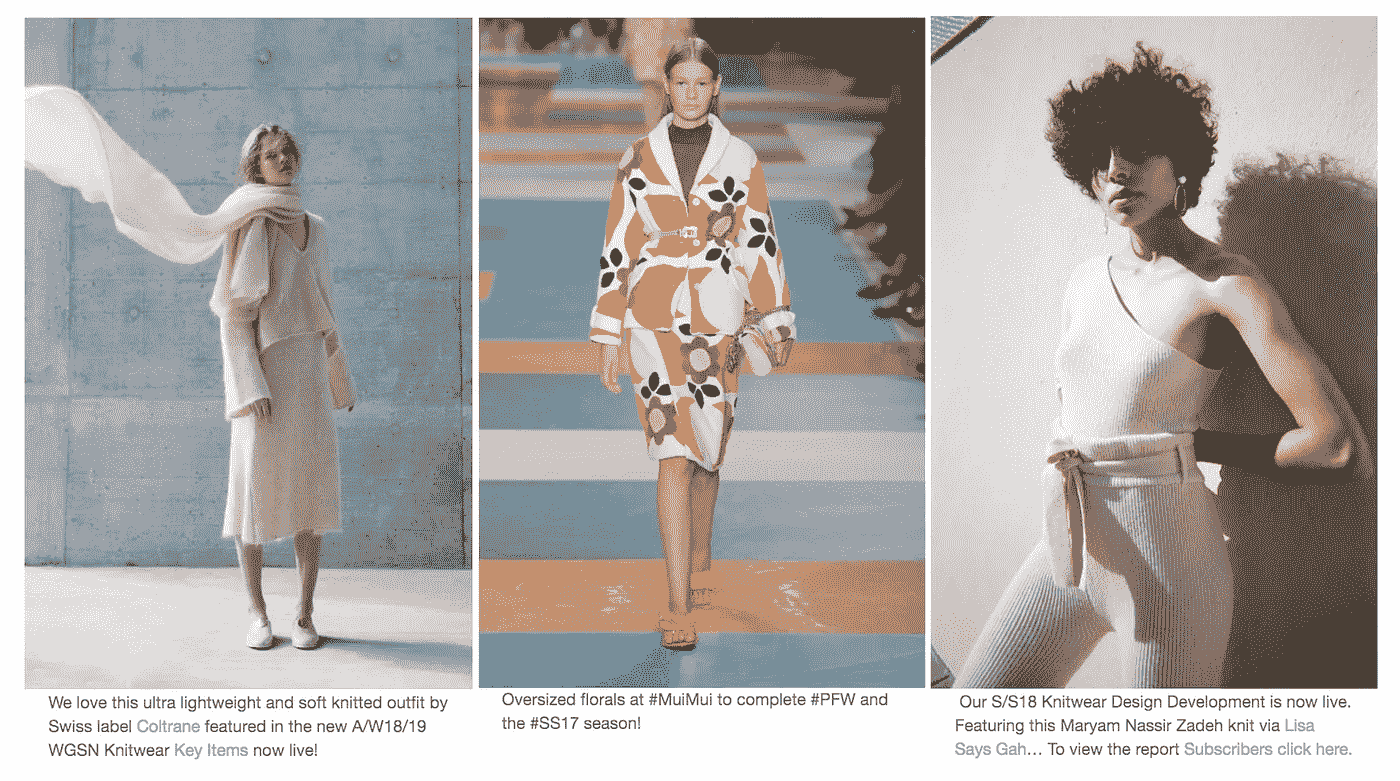 We love this ultra lightweight and soft knitted outfit by
Swiss label Coltrane featured in the new A/W18/19
WGSN Knitwear Key Items now live!
Oversized florals at #MuiMui to complete #PFW and
the #SS17 season!
Our S/S18 Knitwear Design Development is now live.
Featuring this Maryam Nassir Zadeh knit via Lisa
Says Gah... To view the report Subscribers click here.